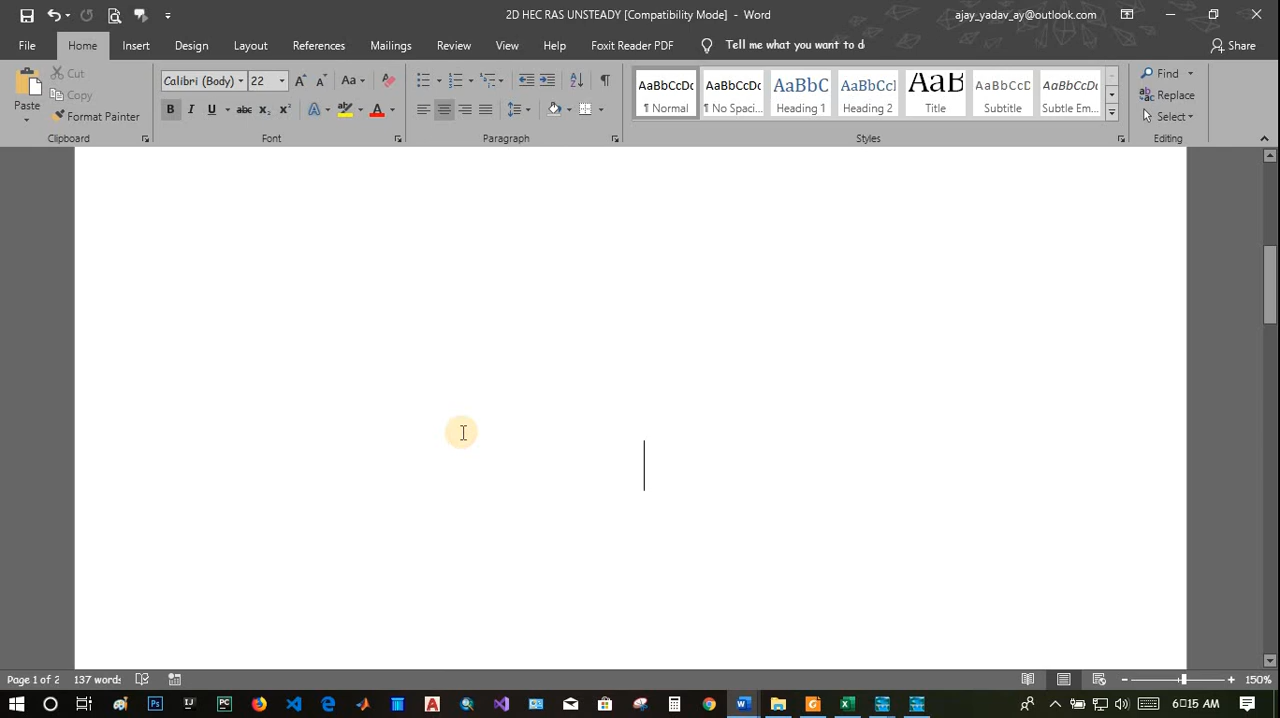 2D HEC RAS UNSTEADY [Compatibility Mode] - Word
ajay_yadav_ay@outlook.com
File Home Insert Design Layout References Mailings Review View Help Foxit Reader PDF Tell me what you want to d Share
Paste
Cut
Copy
Format Painter
Clipboard
Calibri (Body) 22
Font
Paragraph
AaBbCcDc AaBbCcDc AaBbC AaBbCcI AaB AaBbCcD AaBbCcDc
¶ Normal ¶ No Spaci... Heading 1 Heading 2 Title Subtitle Subtle Em...
Styles
Find
Replace
Select
Editing
Page 1 of 2 137 words 150%
6:15 AM